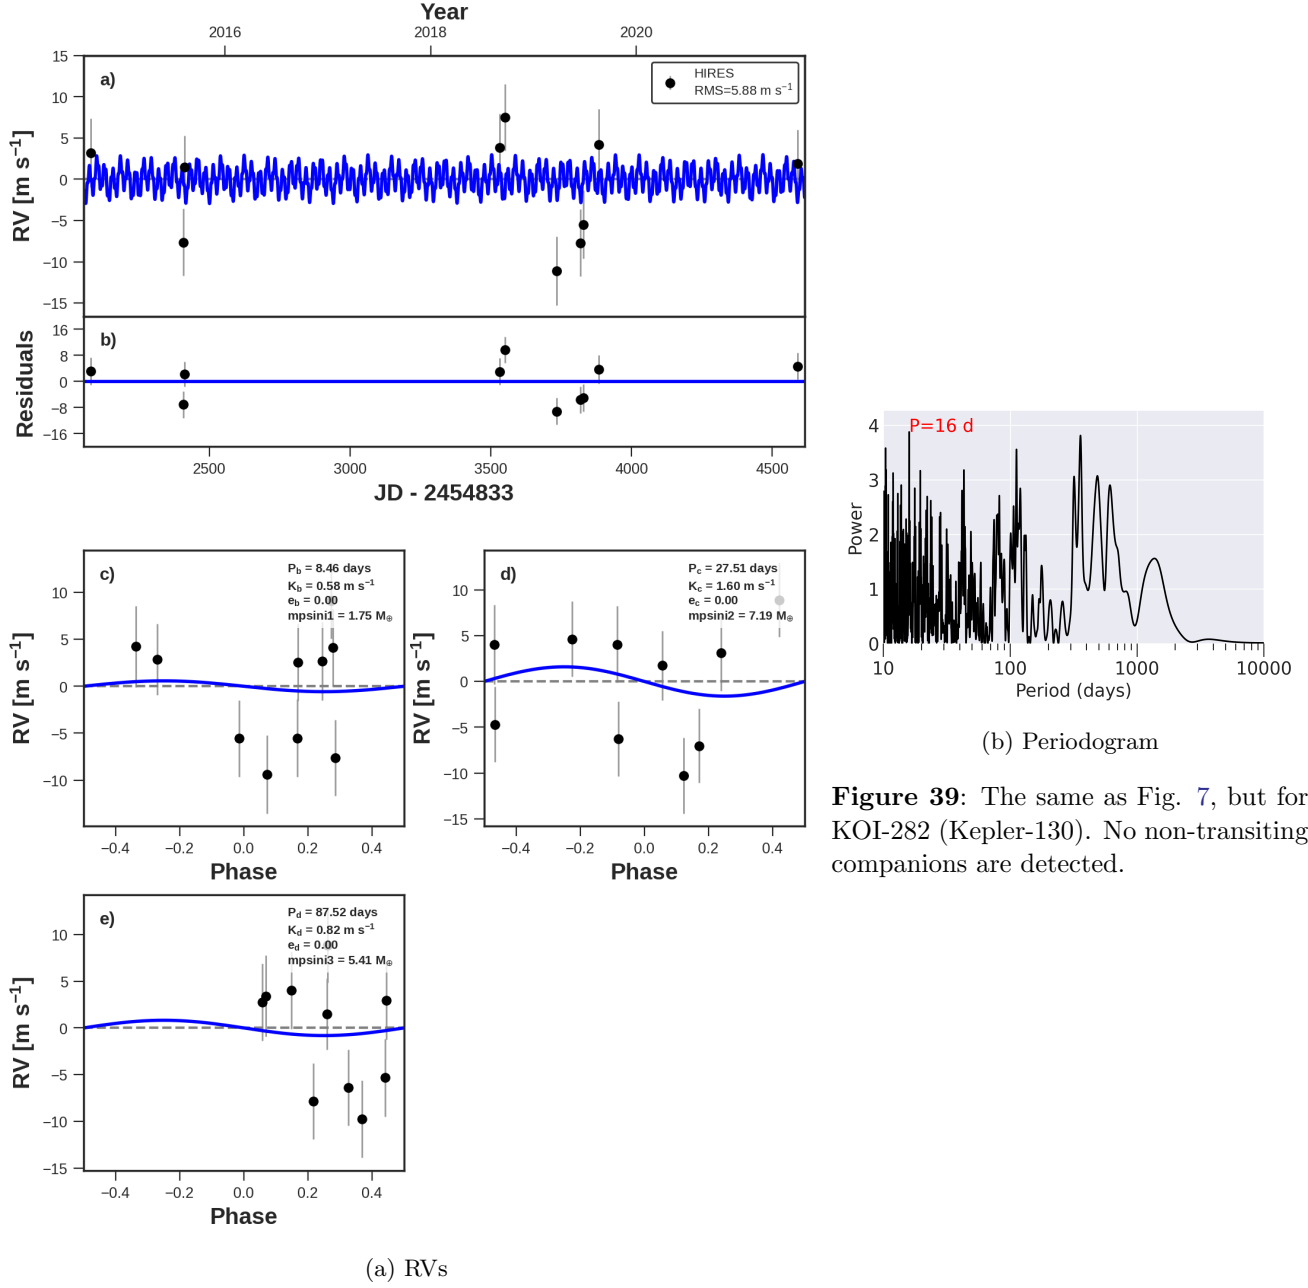 Year
2016 2018 2020
15
10
5
0
−5
−10
−15
RV [m s−1]
a)
HIRES
RMS=5.88 m s−1
16
8
0
−8
−16
Residuals
b)
2500 3000 3500 4000 4500
JD - 2454833
c)
Pb = 8.46 days
Kb = 0.58 m s−1
eb = 0.00
mpsini1 = 1.75 M⊕
10
5
0
−5
−10
RV [m s−1]
−0.4 −0.2 0.0 0.2 0.4
Phase
d)
Pc = 27.51 days
Kc = 1.60 m s−1
ec = 0.00
mpsini2 = 7.19 M⊕
10
5
0
−5
−10
−15
RV [m s−1]
−0.4 −0.2 0.0 0.2 0.4
Phase
e)
Pd = 87.52 days
Kd = 0.82 m s−1
ed = 0.00
mpsini3 = 5.41 M⊕
10
5
0
−5
−10
−15
RV [m s−1]
−0.4 −0.2 0.0 0.2 0.4
Phase
(a) RVs
P=16 d
4
3
2
1
0
Power
10 100 1000 10000
Period (days)
(b) Periodogram
Figure 39: The same as Fig. 7, but for
KOI-282 (Kepler-130). No non-transiting
companions are detected.